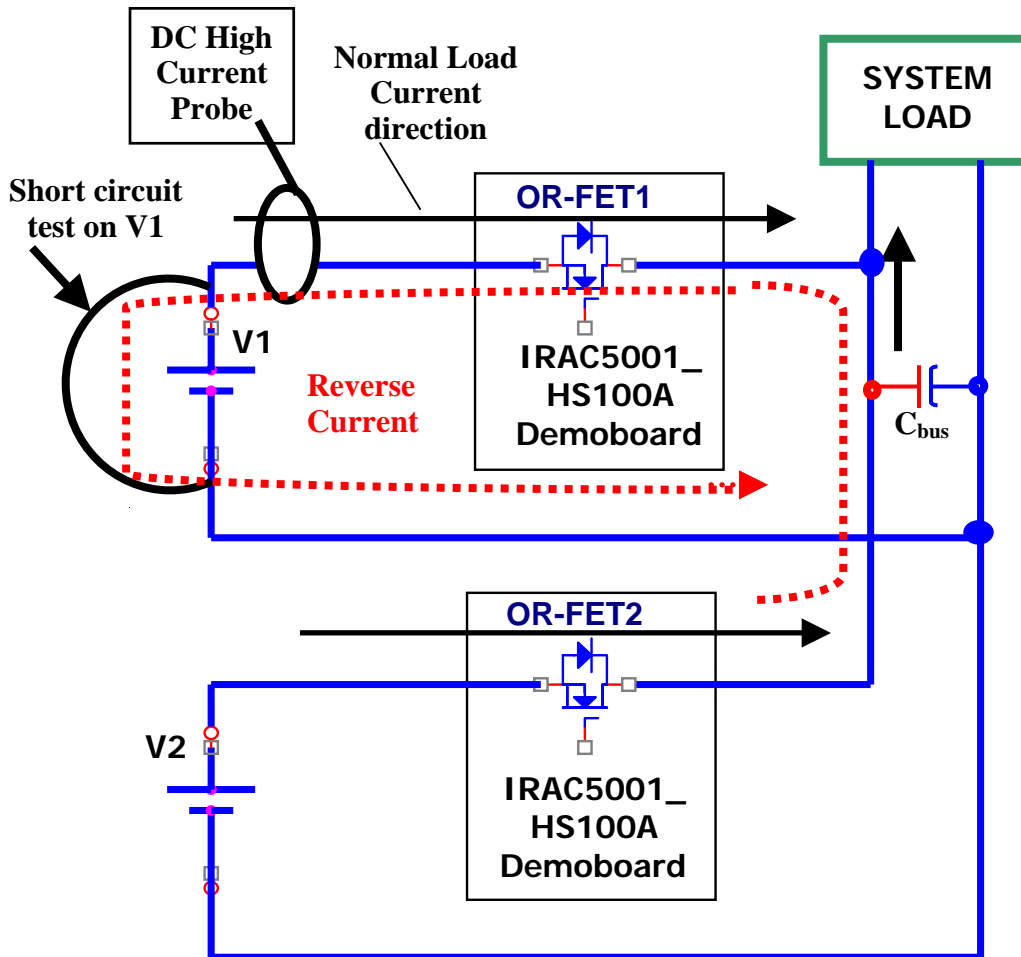 DC High
Current
Probe
Normal Load
Current
direction
SYSTEM
LOAD
Short circuit
test on V1
OR-FET1
V1
IRAC5001_
HS100A
Demoboard
Reverse
Current
Cbus
OR-FET2
V2
IRAC5001_
HS100A
Demoboard